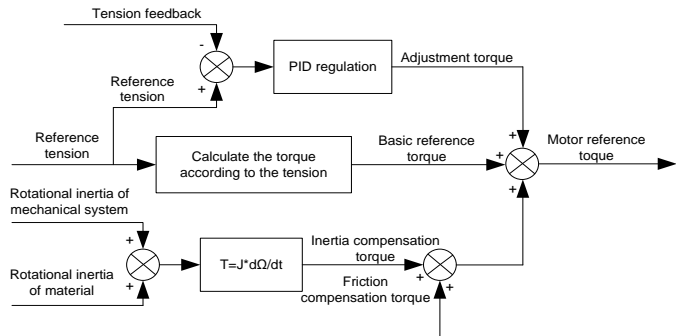 Tension feedback
-
+
PID regulation
Adjustment torque
Reference
tension
Reference
tension
Calculate the torque
according to the tension
Basic reference
torque
+
+
+
Motor reference
toque
Rotational inertia of
mechanical system
+
+
Rotational inertia
of material
T=J*dΩ/dt
Inertia compensation
torque
Friction
compensation torque
+
+